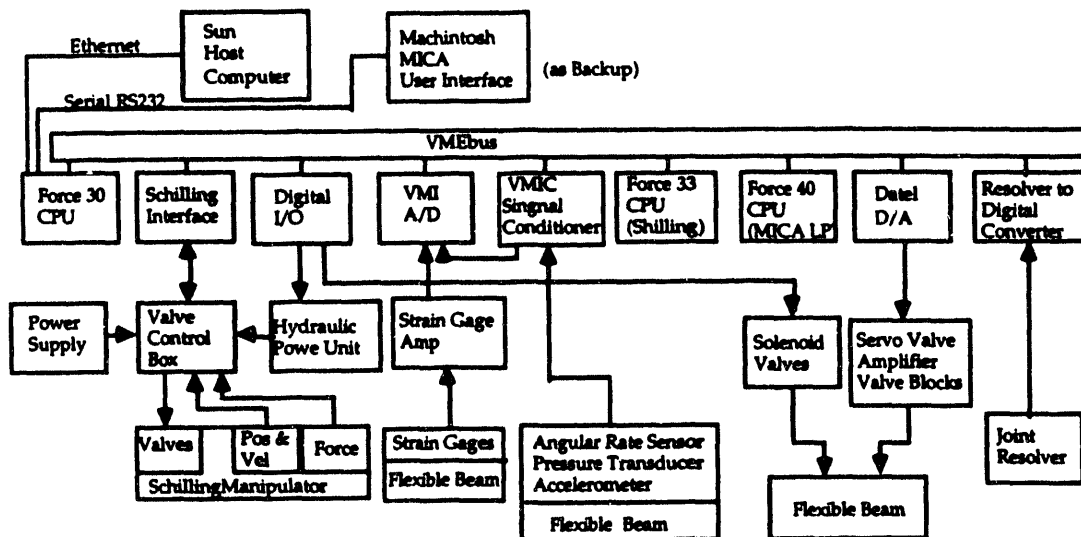 Ethernet
Sun
Host
Computer
Machintosh
MICA
User Interface
(as Backup)
Serial RS232
VMEbus
Force 30
CPU
Schilling
Interface
Digital
I/O
VMI
A/D
VMIC
Singnal
Conditioner
Force 33
CPU
(Shilling)
Force 40
CPU
(MICA LP)
Datel
D/A
Resolver to
Digital
Converter
Power
Supply
Valve
Control
Box
Hydraulic
Powe Unit
Strain Gage
Amp
Solenoid
Valves
Servo Valve
Amplifier
Valve Blocks
Valves
Pos &
Vel
Force
SchillingManipulator
Strain Gages
Flexible Beam
Angular Rate Sensor
Pressure Transducer
Accelerometer
Flexible Beam
Flexible Beam
Joint
Resolver